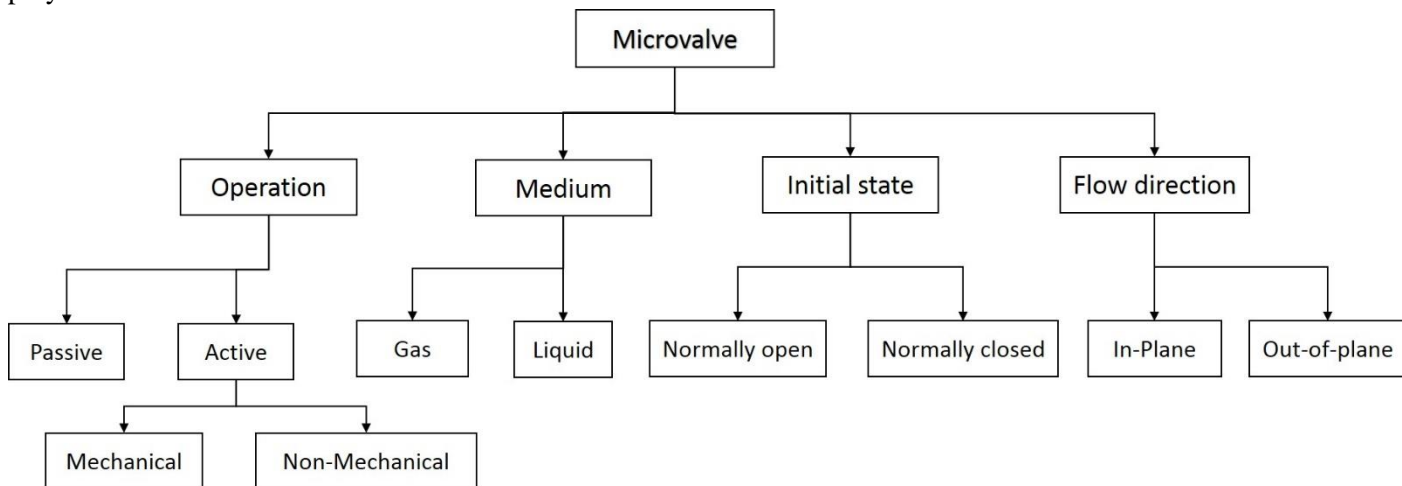 Microvalve
Operation
Medium
Initial state
Flow direction
Passive
Active
Gas
Liquid
Normally open
Normally closed
In-Plane
Out-of-plane
Mechanical
Non-Mechanical